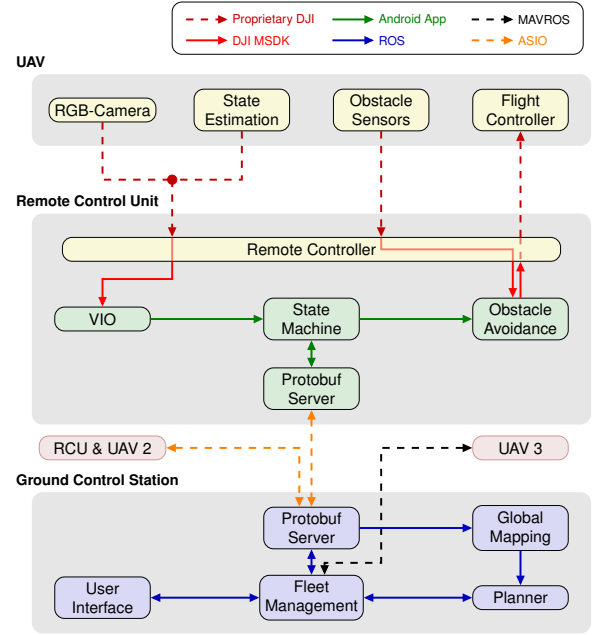 Proprietary DJI
Android App
MAVROS
DJI MSDK
ROS
ASIO
UAV
RGB-Camera
State
Estimation
Obstacle
Sensors
Flight
Controller
Remote Control Unit
Remote Controller
VIO
State
Machine
Obstacle
Avoidance
Protobuf
Server
RCU & UAV 2
UAV 3
Ground Control Station
Protobuf
Server
Global
Mapping
User
Interface
Fleet
Management
Planner